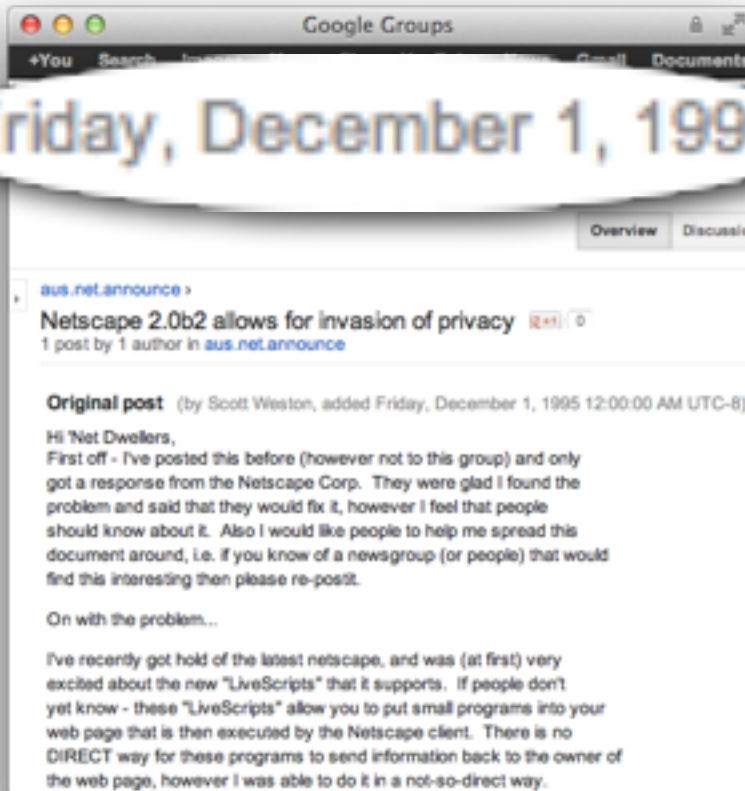 Google Groups
+You Search Gmail Documents
riday, December 1, 199
Overview Discussi
aus.net.announce ›
Netscape 2.0b2 allows for invasion of privacy +1 0
1 post by 1 author in aus.net.announce
Original post (by Scott Weston, added Friday, December 1, 1995 12:00:00 AM UTC-8)
Hi 'Net Dwellers,
First off - I've posted this before (however not to this group) and only
got a response from the Netscape Corp. They were glad I found the
problem and said that they would fix it, however I feel that people
should know about it. Also I would like people to help me spread this
document around, i.e. if you know of a newsgroup (or people) that would
find this interesting then please re-postit.
On with the problem...
I've recently got hold of the latest netscape, and was (at first) very
excited about the new "LiveScripts" that it supports. If people don't
yet know - these "LiveScripts" allow you to put small programs into your
web page that is then executed by the Netscape client. There is no
DIRECT way for these programs to send information back to the owner of
the web page, however I was able to do it in a not-so-direct way.